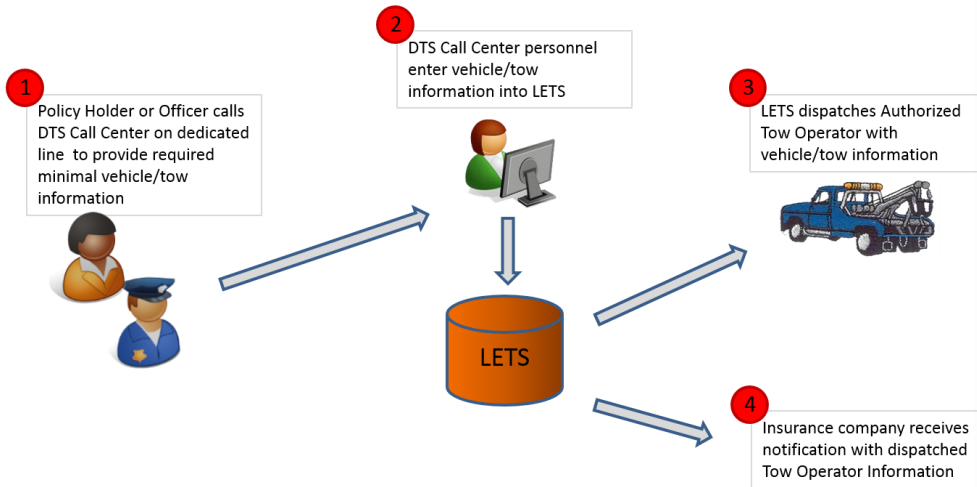 1
Policy Holder or Officer calls
DTS Call Center on dedicated
line to provide required
minimal vehicle/tow
information
2
DTS Call Center personnel
enter vehicle/tow
information into LETS
3
LETS dispatches Authorized
Tow Operator with
vehicle/tow information
LETS
4
Insurance company receives
notification with dispatched
Tow Operator Information